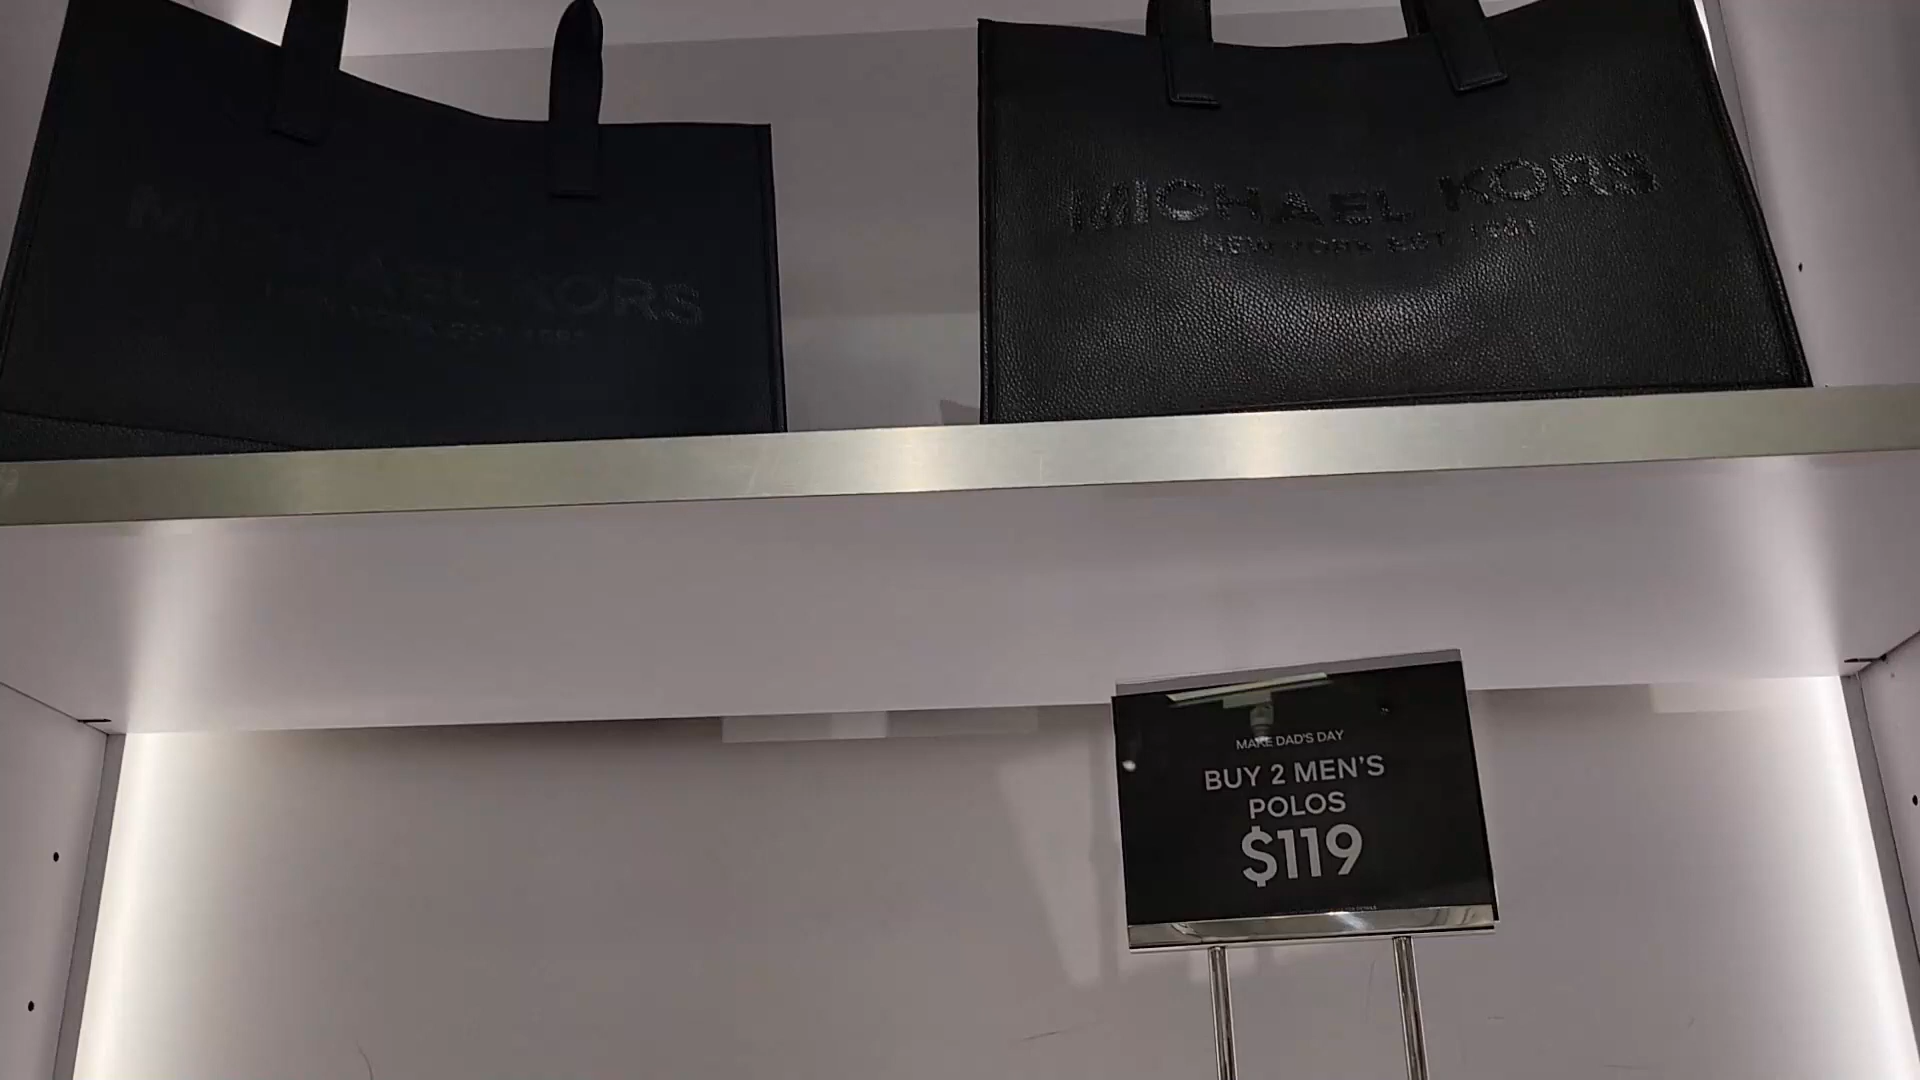 MICHAEL KORS
MICHAEL KORS
NEW YORK EST. 1981
MAKE DAD'S DAY
BUY 2 MEN'S
POLOS
$119